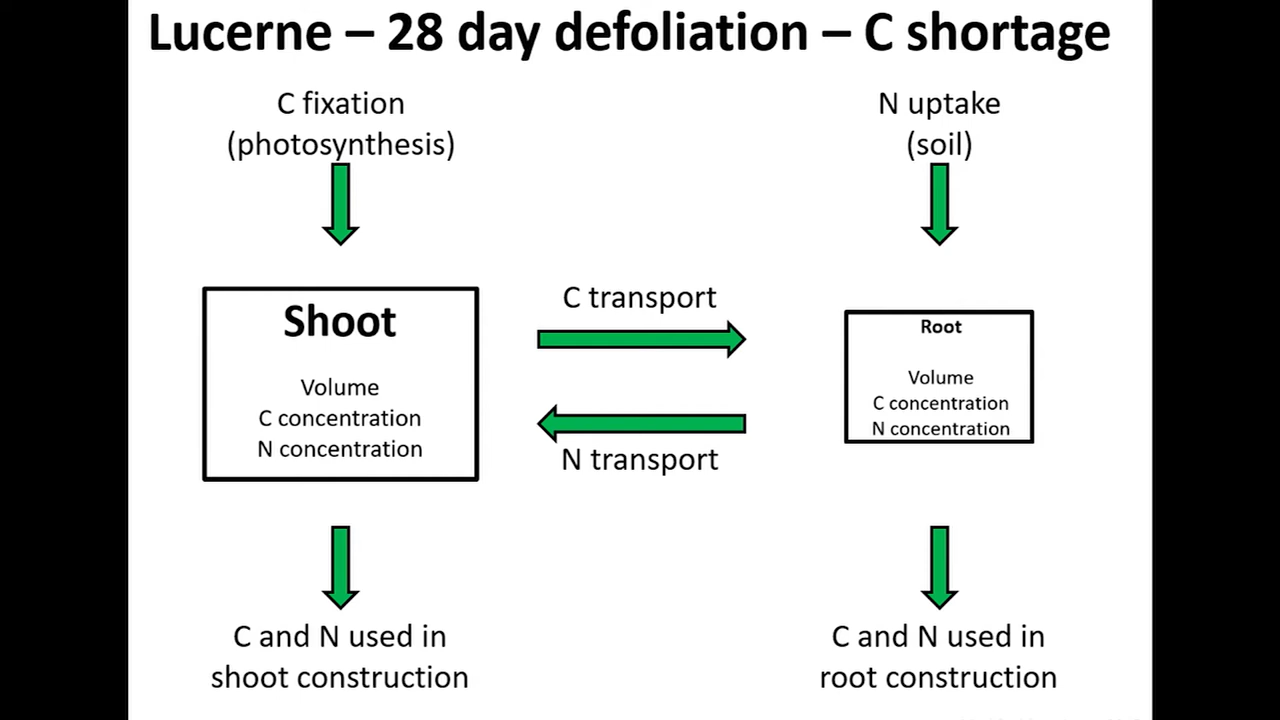 Lucerne – 28 day defoliation – C shortage
C fixation
(photosynthesis)
N uptake
(soil)
Shoot
Volume
C concentration
N concentration
C transport
N transport
Root
Volume
C concentration
N concentration
C and N used in
shoot construction
C and N used in
root construction